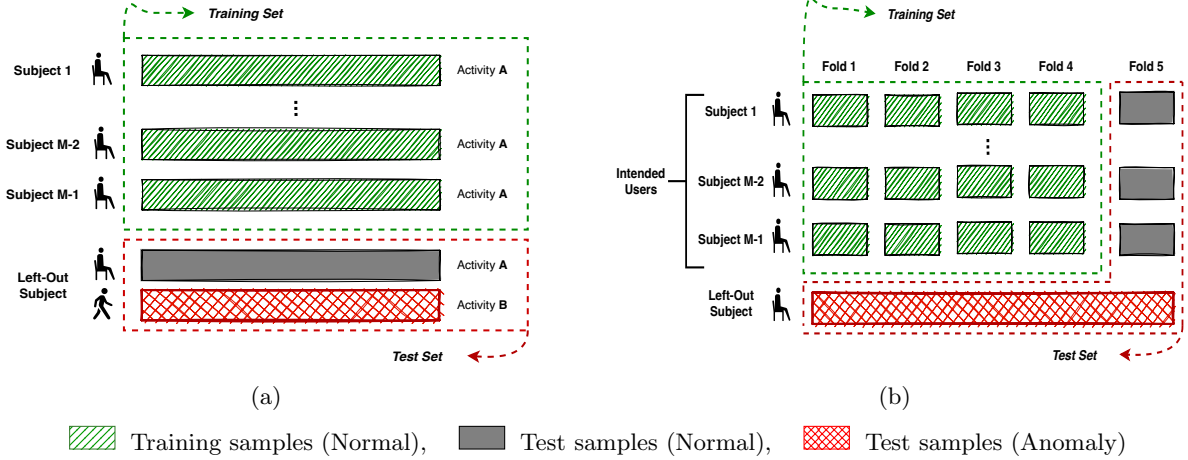 Training Set
Subject 1
Activity A
⋮
Subject M-2
Activity A
Subject M-1
Activity A
Left-Out
Subject
Activity A
Activity B
Test Set
(a)
Training Set
Fold 1 Fold 2 Fold 3 Fold 4 Fold 5
Subject 1
⋮
Intended
Users
Subject M-2
Subject M-1
Left-Out
Subject
Test Set
(b)
Training samples (Normal), Test samples (Normal), Test samples (Anomaly)